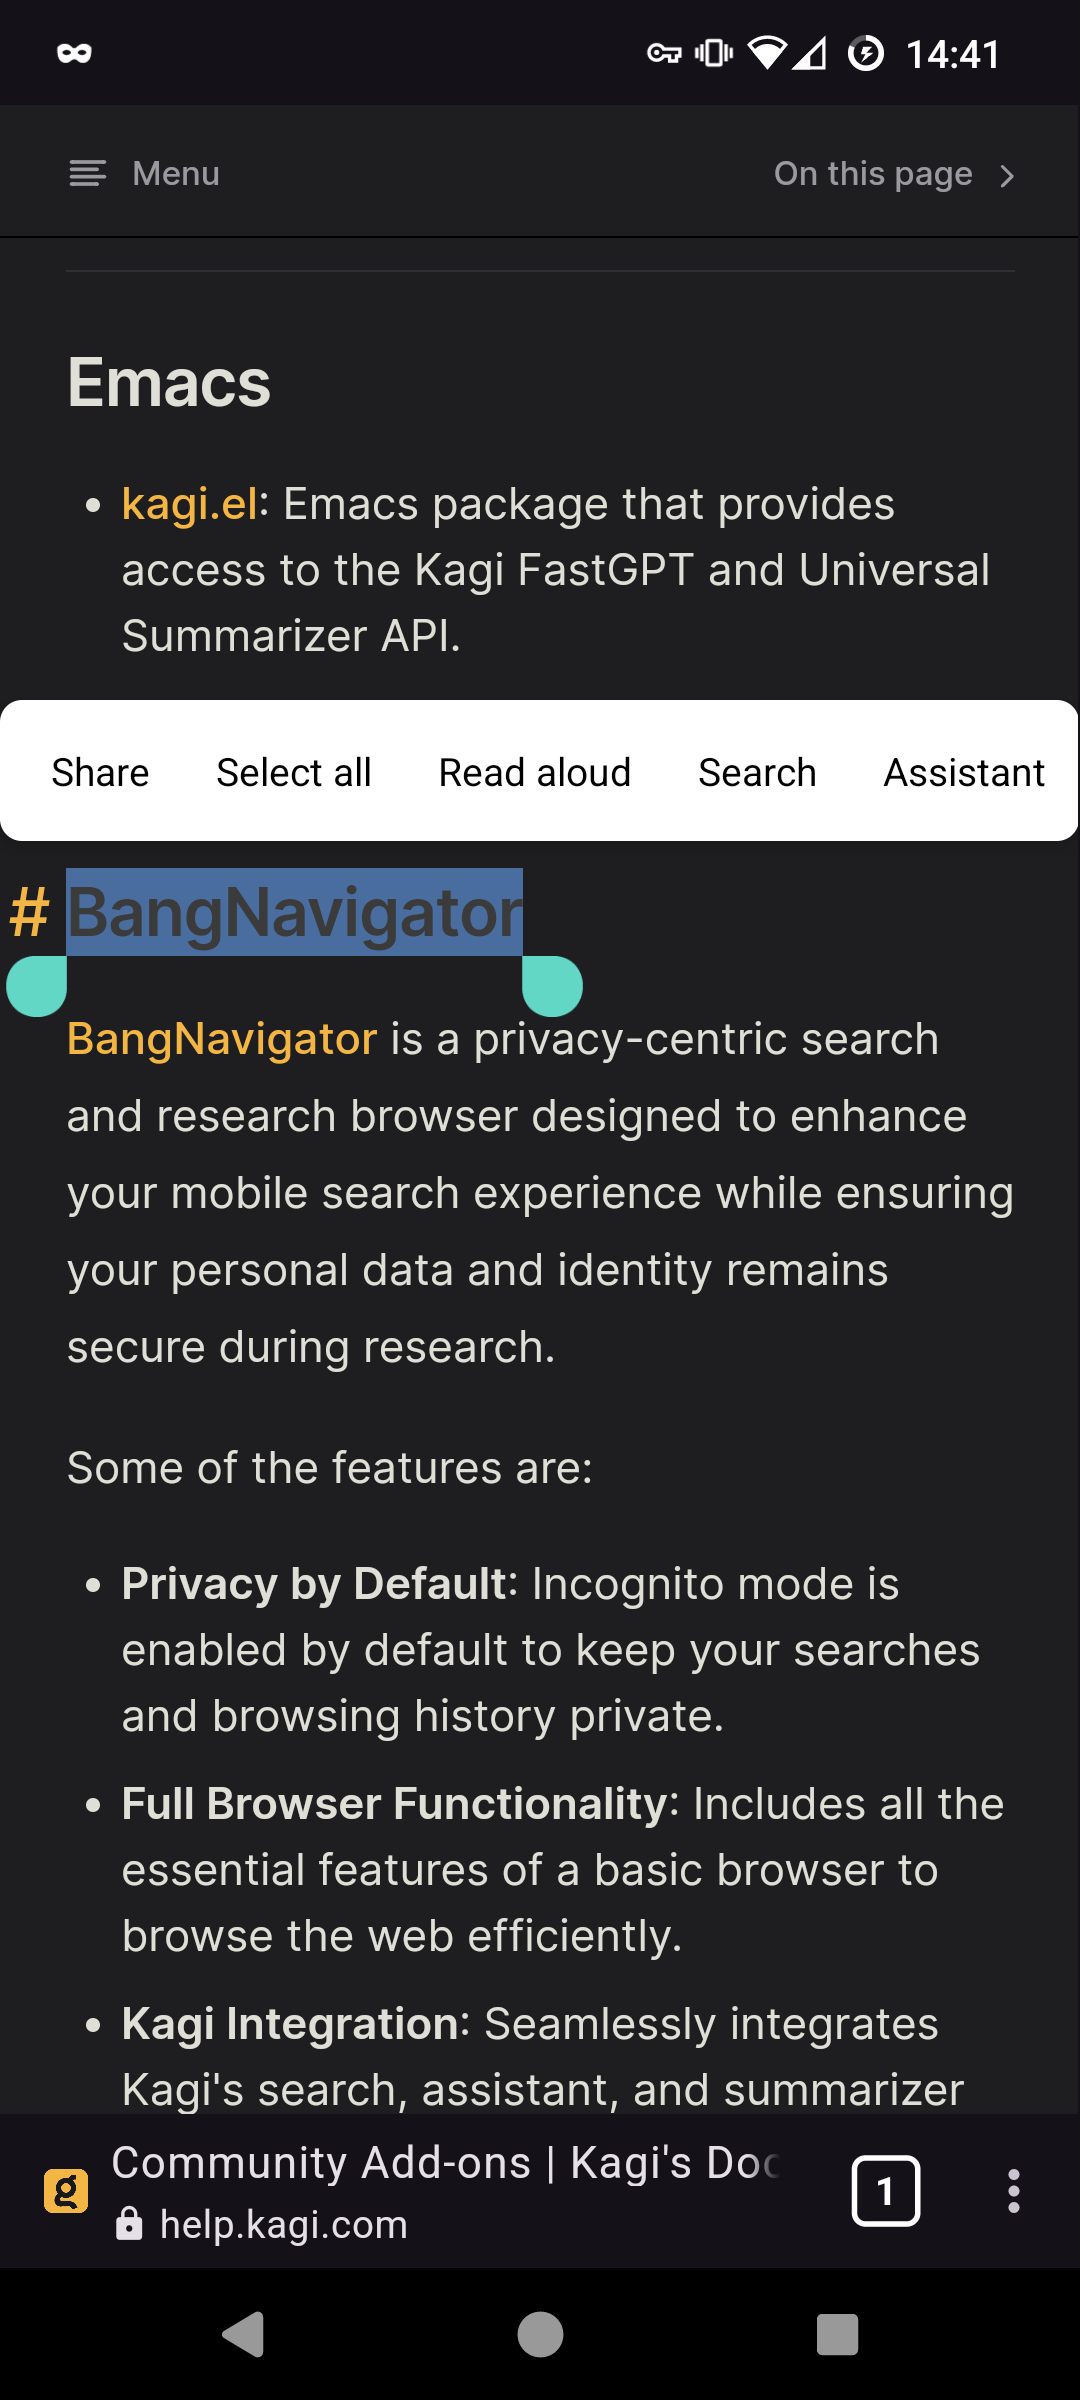 14:41
Menu
On this page
Emacs
• kagi.el: Emacs package that provides
access to the Kagi FastGPT and Universal
Summarizer API.
Share Select all Read aloud Search Assistant
# BangNavigator
BangNavigator is a privacy-centric search
and research browser designed to enhance
your mobile search experience while ensuring
your personal data and identity remains
secure during research.
Some of the features are:
• Privacy by Default: Incognito mode is
enabled by default to keep your searches
and browsing history private.
• Full Browser Functionality: Includes all the
essential features of a basic browser to
browse the web efficiently.
• Kagi Integration: Seamlessly integrates
Kagi's search, assistant, and summarizer
g
Community Add-ons | Kagi's Doc
help.kagi.com
1